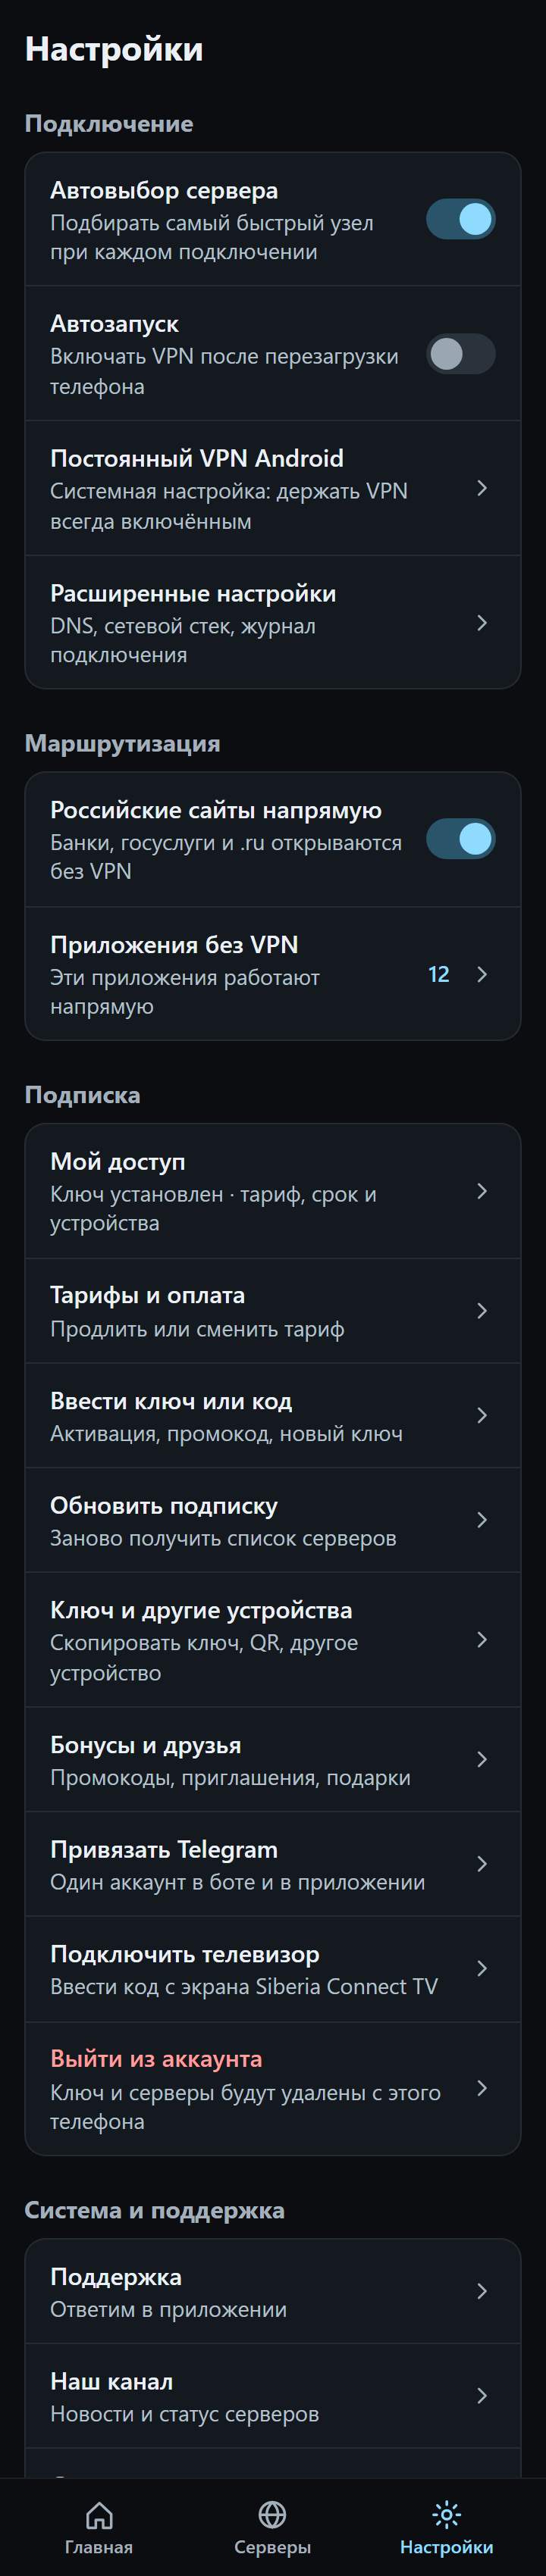 Настройки
Подключение
Автовыбор сервера
Подбирать самый быстрый узел
при каждом подключении
Автозапуск
Включать VPN после перезагрузки
телефона
Постоянный VPN Android
Системная настройка: держать VPN
всегда включённым
Расширенные настройки
DNS, сетевой стек, журнал
подключения
Маршрутизация
Российские сайты напрямую
Банки, госуслуги и .ru открываются
без VPN
Приложения без VPN
Эти приложения работают
напрямую
12
Подписка
Мой доступ
Ключ установлен · тариф, срок и
устройства
Тарифы и оплата
Продлить или сменить тариф
Ввести ключ или код
Активация, промокод, новый ключ
Обновить подписку
Заново получить список серверов
Ключ и другие устройства
Скопировать ключ, QR, другое
устройство
Бонусы и друзья
Промокоды, приглашения, подарки
Привязать Telegram
Один аккаунт в боте и в приложении
Подключить телевизор
Ввести код с экрана Siberia Connect TV
Выйти из аккаунта
Ключ и серверы будут удалены с этого
телефона
Система и поддержка
Поддержка
Ответим в приложении
Наш канал
Новости и статус серверов
Главная
Серверы
Настройки